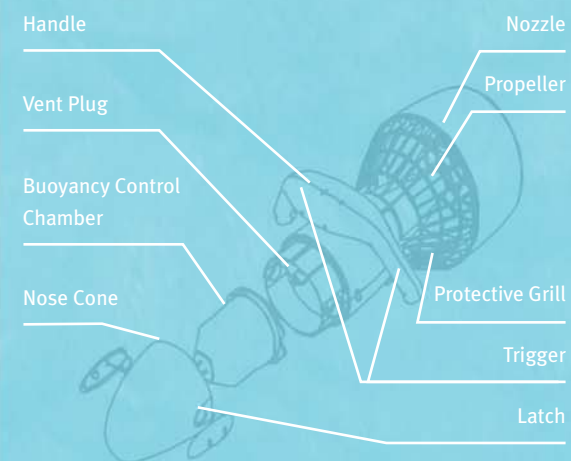 Handle
Vent Plug
Buoyancy Control
Chamber
Nose Cone
Nozzle
Propeller
Protective Grill
Trigger
Latch